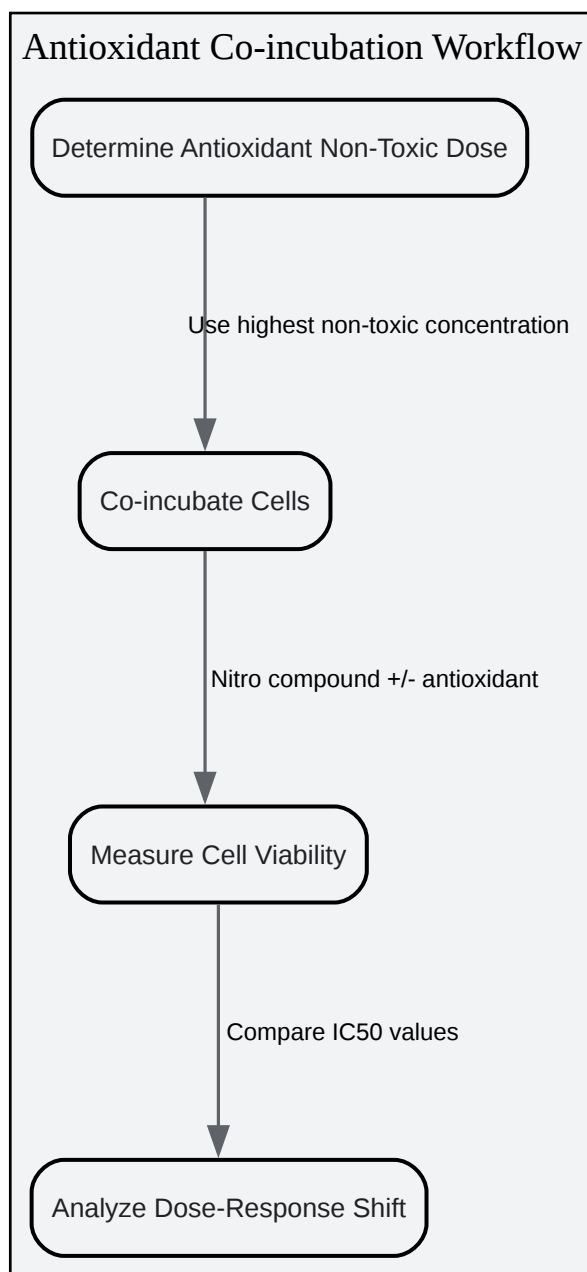 Antioxidant Co-incubation Workflow
Determine Antioxidant Non-Toxic Dose
Use highest non-toxic concentration
Co-incubate Cells
Nitro compound +/- antioxidant
Measure Cell Viability
Compare IC50 values
Analyze Dose-Response Shift